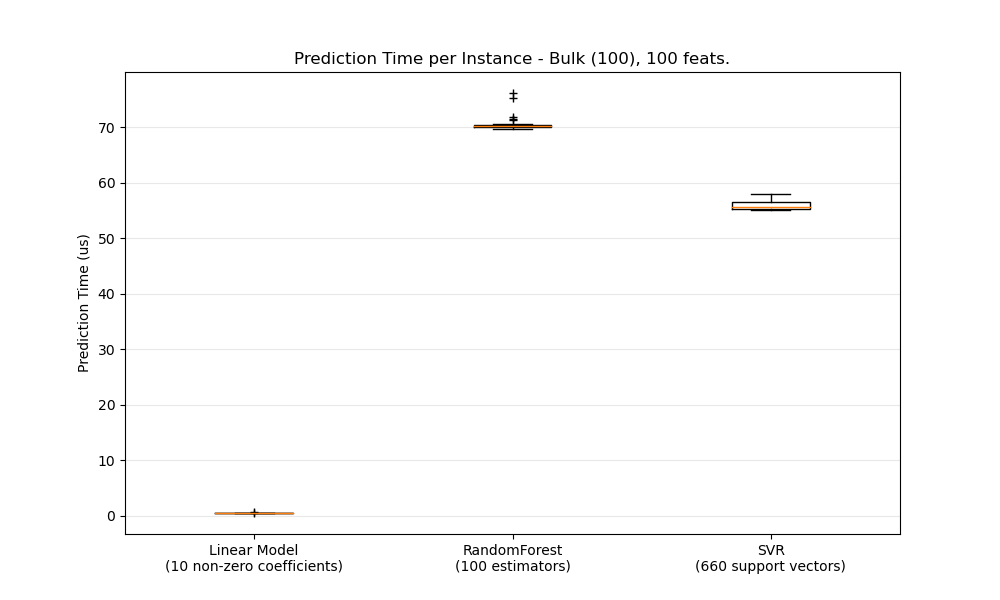 Prediction Time per Instance - Bulk (100), 100 feats.
Prediction Time (us)
70
60
50
40
30
20
10
0
Linear Model
(10 non-zero coefficients)
RandomForest
(100 estimators)
SVR
(660 support vectors)